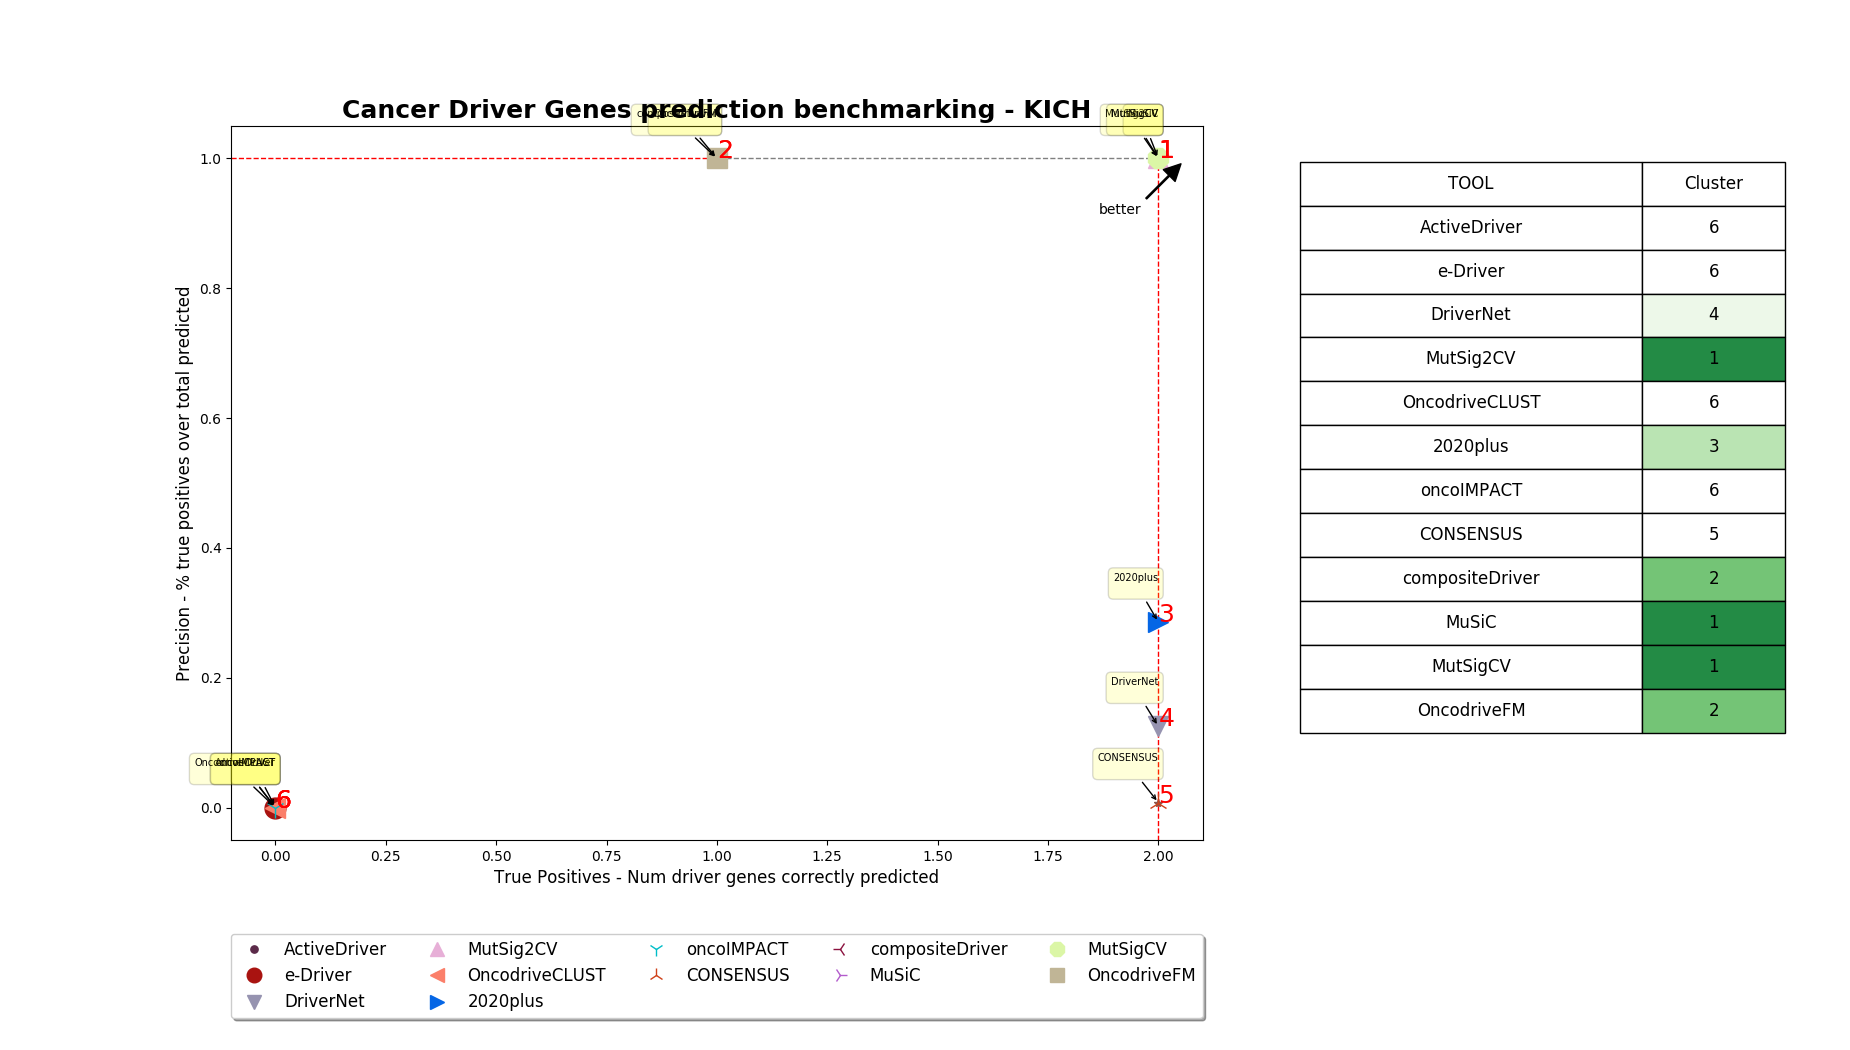 Cancer Driver Genes prediction benchmarking - KICH
2
1
better
1.0
0.8
0.6
0.4
0.2
0.0
Precision - % true positives over total predicted
2020plus
3
DriverNet
4
CONSENSUS
5
6
0.00 0.25 0.50 0.75 1.00 1.25 1.50 1.75 2.00
True Positives - Num driver genes correctly predicted
TOOL Cluster
ActiveDriver 6
e-Driver 6
DriverNet 4
MutSig2CV 1
OncodriveCLUST 6
2020plus 3
oncoIMPACT 6
CONSENSUS 5
compositeDriver 2
MuSiC 1
MutSigCV 1
OncodriveFM 2
ActiveDriver MutSig2CV oncoIMPACT compositeDriver MutSigCV
e-Driver OncodriveCLUST CONSENSUS MuSiC OncodriveFM
DriverNet 2020plus